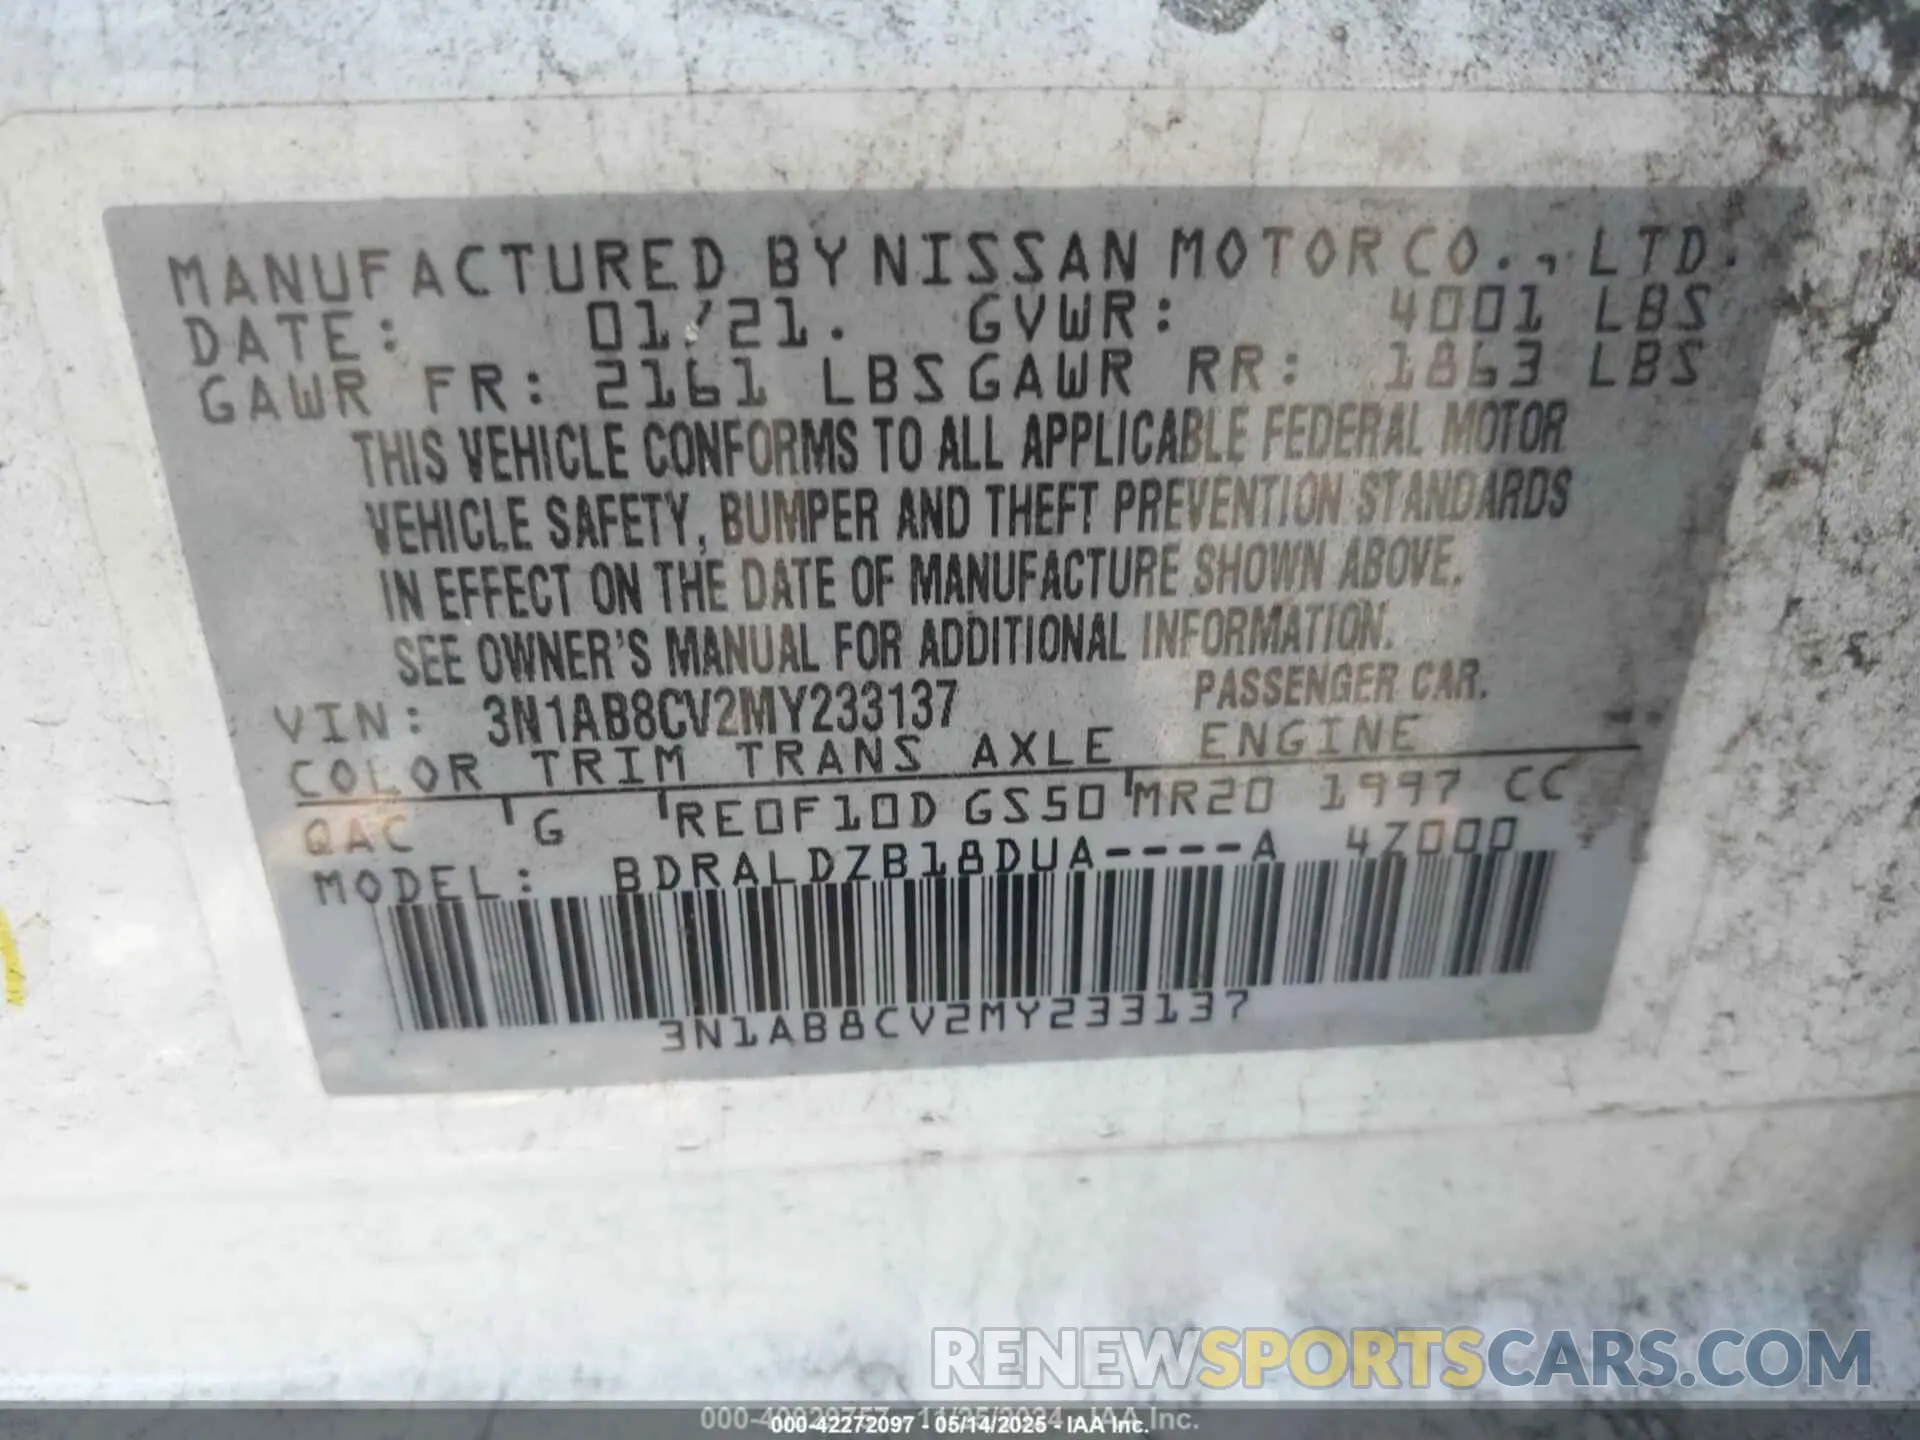 MANUFACTURED BY NISSAN MOTOR CO., LTD.
DATE: 01/21. GVWR: 4001 LBS
GAWR FR: 2161 LBS GAWR RR: 1863 LBS
THIS VEHICLE CONFORMS TO ALL APPLICABLE FEDERAL MOTOR
VEHICLE SAFETY, BUMPER AND THEFT PREVENTION STANDARDS
IN EFFECT ON THE DATE OF MANUFACTURE SHOWN ABOVE.
SEE OWNER'S MANUAL FOR ADDITIONAL INFORMATION.
VIN: 3N1AB8CV2MY233137 PASSENGER CAR.
COLOR TRIM TRANS AXLE ENGINE
QAC G RE0F10D GS50 MR20 1997 CC
MODEL: BDRALDZB18DUA----A 4Z000
3N1AB8CV2MY233137
RENEWSPORTSCARS.COM
000-42272097 - 05/14/2025 - IAA Inc.